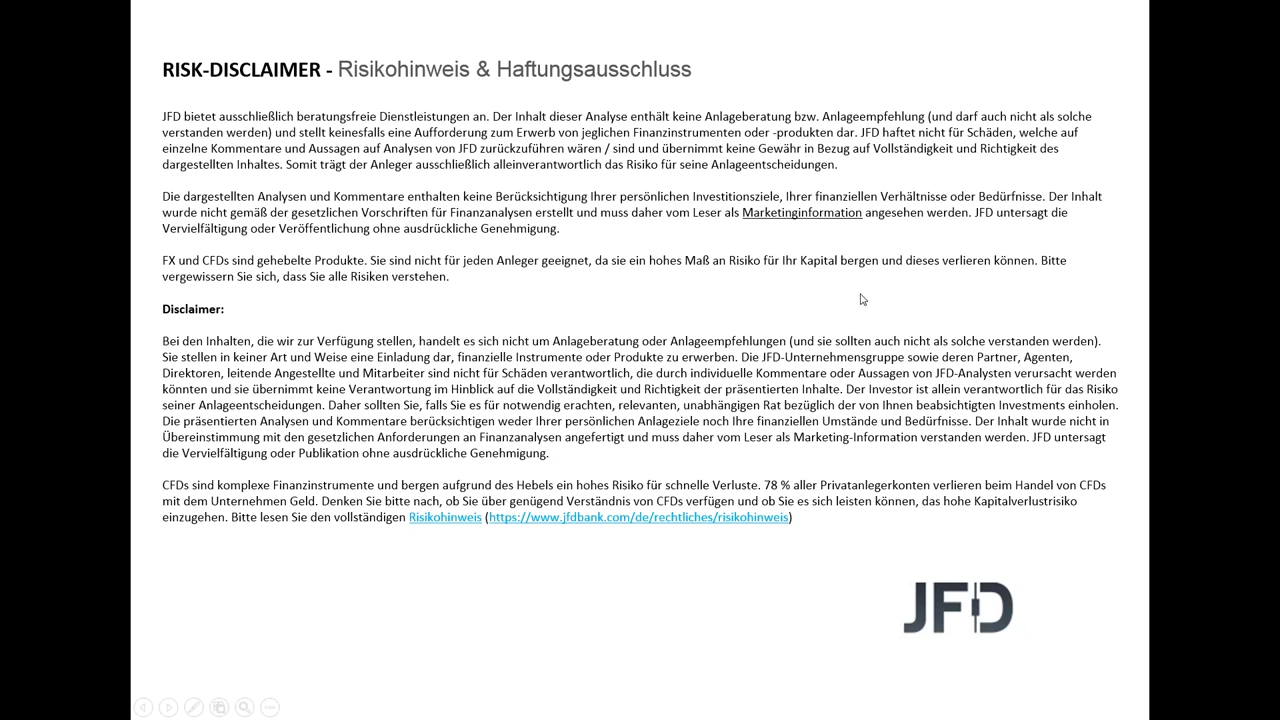 RISK-DISCLAIMER - Risikohinweis & Haftungsausschluss
JFD bietet ausschließlich beratungsfreie Dienstleistungen an. Der Inhalt dieser Analyse enthält keine Anlageberatung bzw. Anlageempfehlung (und darf auch nicht als solche
verstanden werden) und stellt keinesfalls eine Aufforderung zum Erwerb von jeglichen Finanzinstrumenten oder -produkten dar. JFD haftet nicht für Schäden, welche auf
einzelne Kommentare und Aussagen auf Analysen von JFD zurückzuführen wären / sind und übernimmt keine Gewähr in Bezug auf Vollständigkeit und Richtigkeit des
dargestellten Inhaltes. Somit trägt der Anleger ausschließlich alleinverantwortlich das Risiko für seine Anlageentscheidungen.
Die dargestellten Analysen und Kommentare enthalten keine Berücksichtigung Ihrer persönlichen Investitionsziele, Ihrer finanziellen Verhältnisse oder Bedürfnisse. Der Inhalt
wurde nicht gemäß der gesetzlichen Vorschriften für Finanzanalysen erstellt und muss daher vom Leser als Marketinginformation angesehen werden. JFD untersagt die
Vervielfältigung oder Veröffentlichung ohne ausdrückliche Genehmigung.
FX und CFDs sind gehebelte Produkte. Sie sind nicht für jeden Anleger geeignet, da sie ein hohes Maß an Risiko für Ihr Kapital bergen und dieses verlieren können. Bitte
vergewissern Sie sich, dass Sie alle Risiken verstehen.
Disclaimer:
Bei den Inhalten, die wir zur Verfügung stellen, handelt es sich nicht um Anlageberatung oder Anlageempfehlungen (und sie sollten auch nicht als solche verstanden werden).
Sie stellen in keiner Art und Weise eine Einladung dar, finanzielle Instrumente oder Produkte zu erwerben. Die JFD-Unternehmensgruppe sowie deren Partner, Agenten,
Direktoren, leitende Angestellte und Mitarbeiter sind nicht für Schäden verantwortlich, die durch individuelle Kommentare oder Aussagen von JFD-Analysten verursacht werden
könnten und sie übernimmt keine Verantwortung im Hinblick auf die Vollständigkeit und Richtigkeit der präsentierten Inhalte. Der Investor ist allein verantwortlich für das Risiko
seiner Anlageentscheidungen. Daher sollten Sie, falls Sie es für notwendig erachten, relevanten, unabhängigen Rat bezüglich der von Ihnen beabsichtigten Investments einholen.
Die präsentierten Analysen und Kommentare berücksichtigen weder Ihrer persönlichen Anlageziele noch Ihre finanziellen Umstände und Bedürfnisse. Der Inhalt wurde nicht in
Übereinstimmung mit den gesetzlichen Anforderungen an Finanzanalysen angefertigt und muss daher vom Leser als Marketing-Information verstanden werden. JFD untersagt
die Vervielfältigung oder Publikation ohne ausdrückliche Genehmigung.
CFDs sind komplexe Finanzinstrumente und bergen aufgrund des Hebels ein hohes Risiko für schnelle Verluste. 78 % aller Privatanlegerkonten verlieren beim Handel von CFDs
mit dem Unternehmen Geld. Denken Sie bitte nach, ob Sie über genügend Verständnis von CFDs verfügen und ob Sie es sich leisten können, das hohe Kapitalverlustrisiko
einzugehen. Bitte lesen Sie den vollständigen Risikohinweis (https://www.jfdbank.com/de/rechtliches/risikohinweis)
JFD